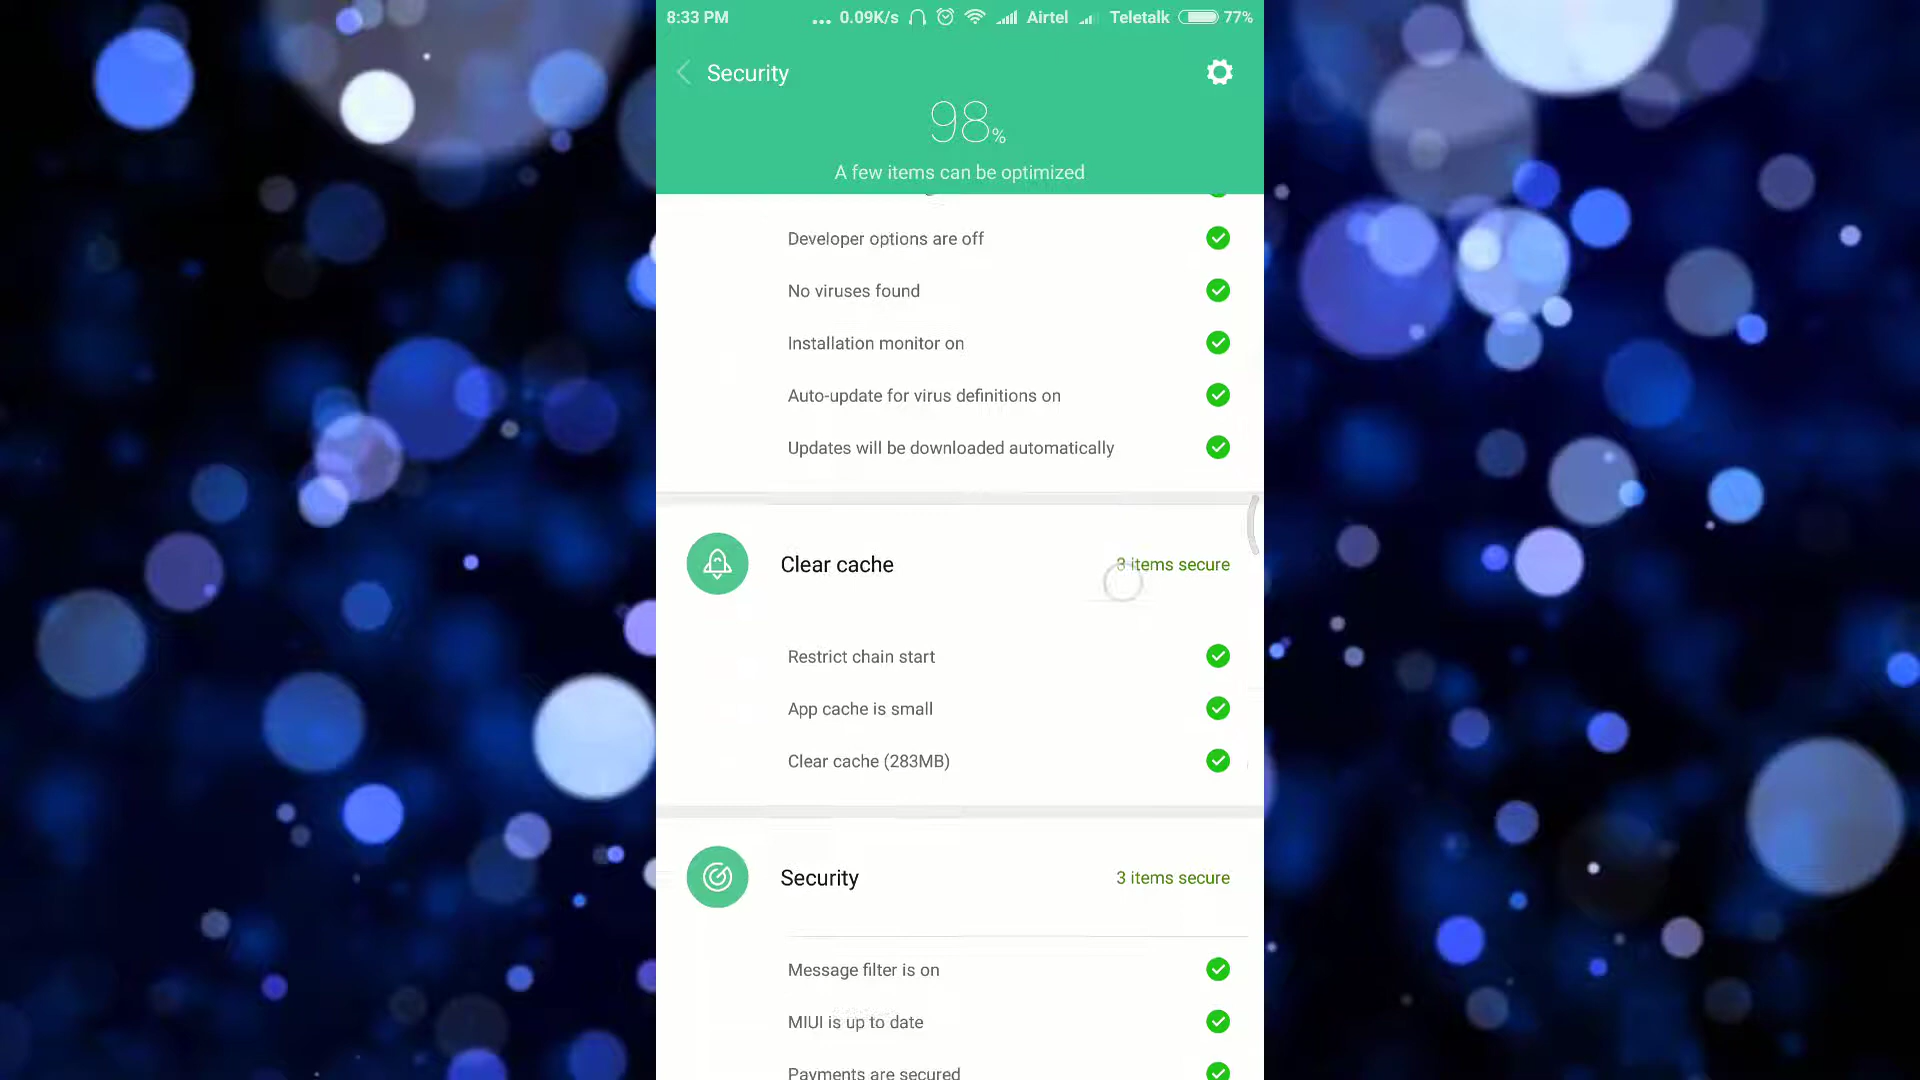 8:33 PM ... 0.09K/s Airtel Teletalk 77%
Security
98%
A few items can be optimized
Developer options are off
No viruses found
Installation monitor on
Auto-update for virus definitions on
Updates will be downloaded automatically
Clear cache 3 items secure
Restrict chain start
App cache is small
Clear cache (283MB)
Security 3 items secure
Message filter is on
MIUI is up to date
Payments are secured